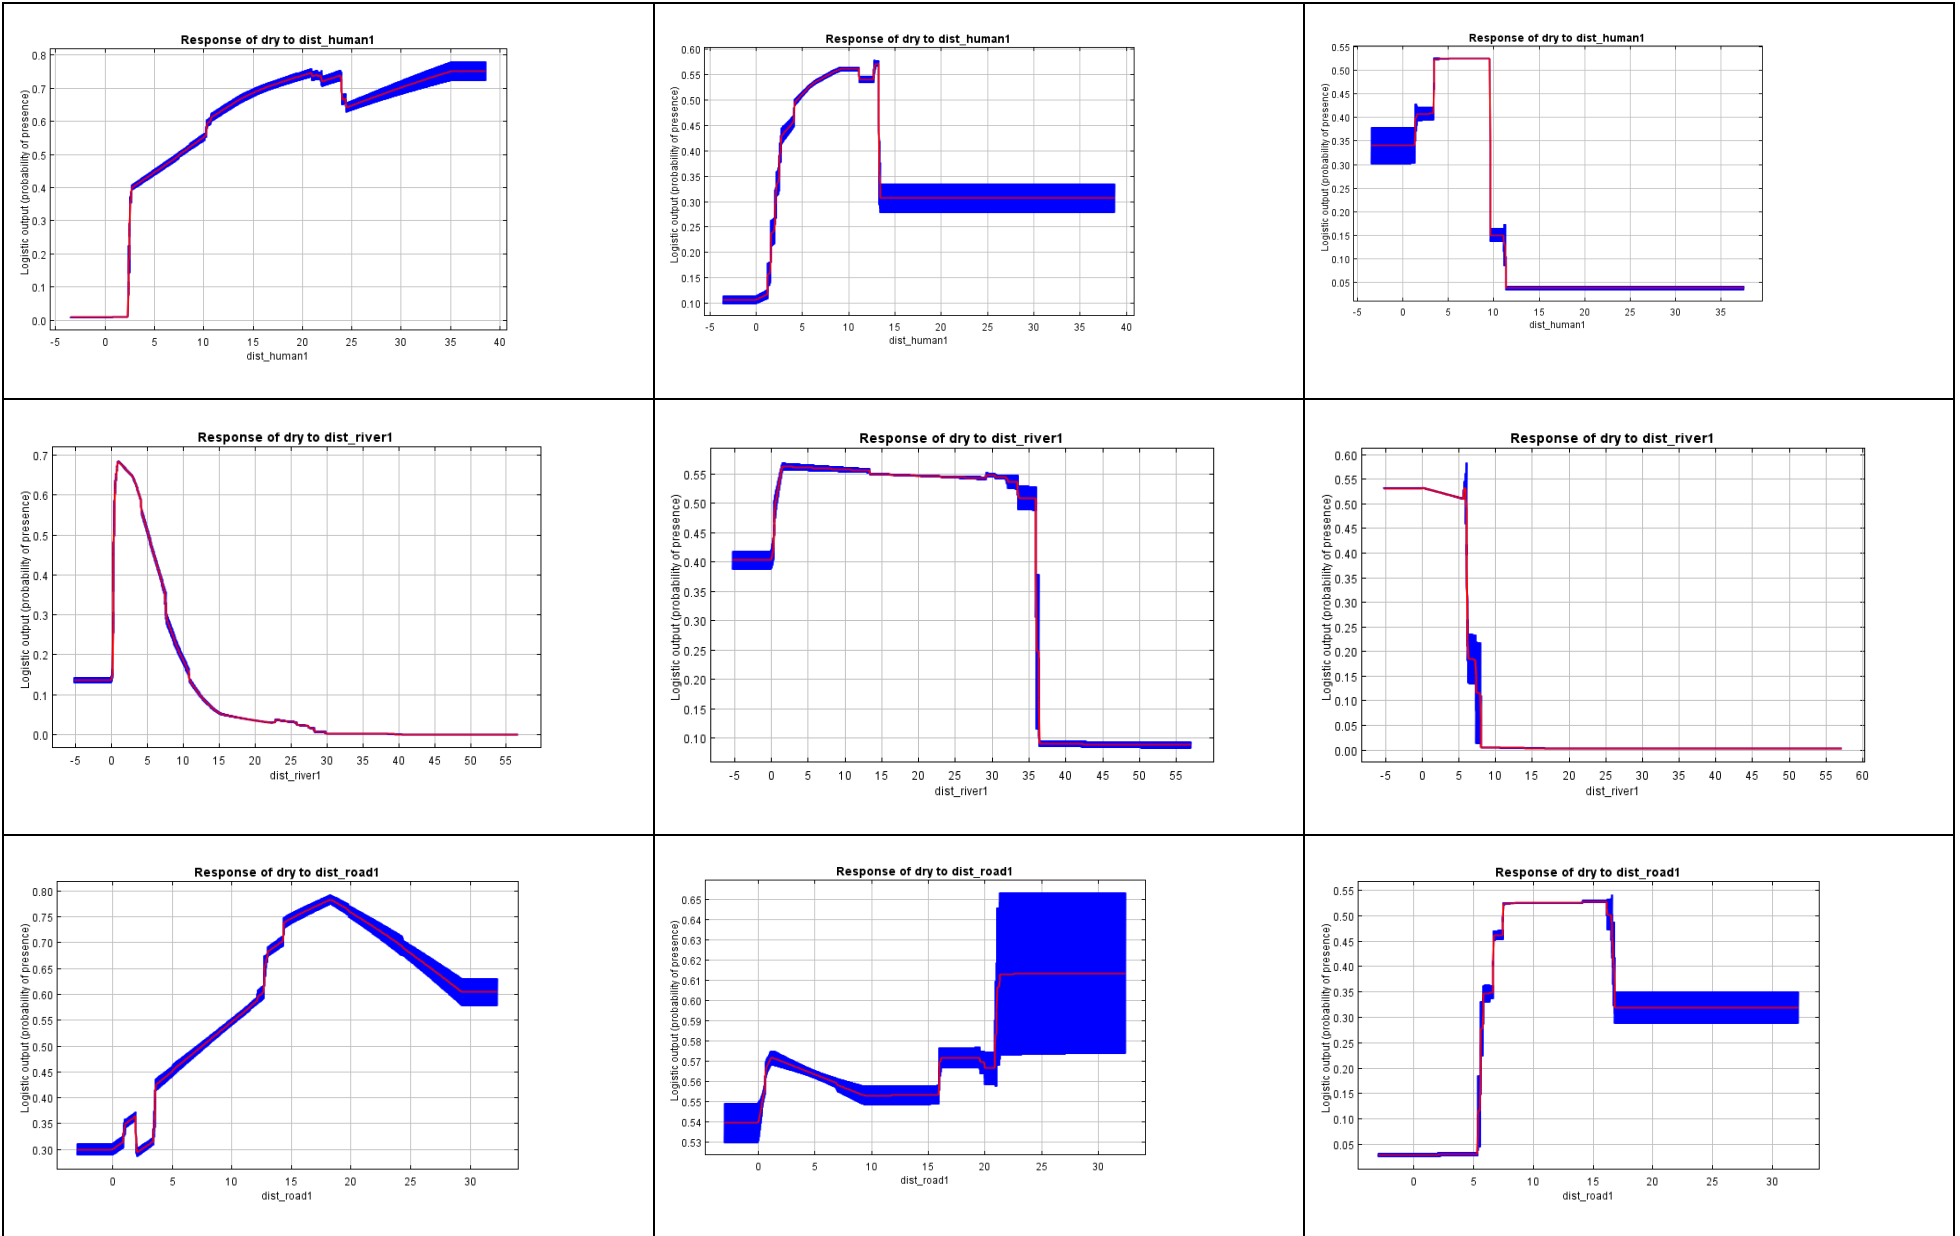 Response of dry to dist_human1
Logistic output (probability of presence)
0.8
0.7
0.6
0.5
0.4
0.3
0.2
0.1
0.0
-5 0 5 10 15 20 25 30 35 40
dist_human1
Response of dry to dist_human1
Logistic output (probability of presence)
0.60
0.55
0.50
0.45
0.40
0.35
0.30
0.25
0.20
0.15
0.10
-5 0 5 10 15 20 25 30 35 40
dist_human1
Response of dry to dist_human1
Logistic output (probability of presence)
0.55
0.50
0.45
0.40
0.35
0.30
0.25
0.20
0.15
0.10
0.05
-5 0 5 10 15 20 25 30 35
dist_human1
Response of dry to dist_river1
Logistic output (probability of presence)
0.7
0.6
0.5
0.4
0.3
0.2
0.1
0.0
-5 0 5 10 15 20 25 30 35 40 45 50 55
dist_river1
Response of dry to dist_river1
Logistic output (probability of presence)
0.55
0.50
0.45
0.40
0.35
0.30
0.25
0.20
0.15
0.10
-5 0 5 10 15 20 25 30 35 40 45 50 55
dist_river1
Response of dry to dist_river1
Logistic output (probability of presence)
0.60
0.55
0.50
0.45
0.40
0.35
0.30
0.25
0.20
0.15
0.10
0.05
0.00
-5 0 5 10 15 20 25 30 35 40 45 50 55 60
dist_river1
Response of dry to dist_road1
Logistic output (probability of presence)
0.80
0.75
0.70
0.65
0.60
0.55
0.50
0.45
0.40
0.35
0.30
0 5 10 15 20 25 30
dist_road1
Response of dry to dist_road1
Logistic output (probability of presence)
0.65
0.64
0.63
0.62
0.61
0.60
0.59
0.58
0.57
0.56
0.55
0.54
0.53
0 5 10 15 20 25 30
dist_road1
Response of dry to dist_road1
Logistic output (probability of presence)
0.55
0.50
0.45
0.40
0.35
0.30
0.25
0.20
0.15
0.10
0.05
0 5 10 15 20 25 30
dist_road1